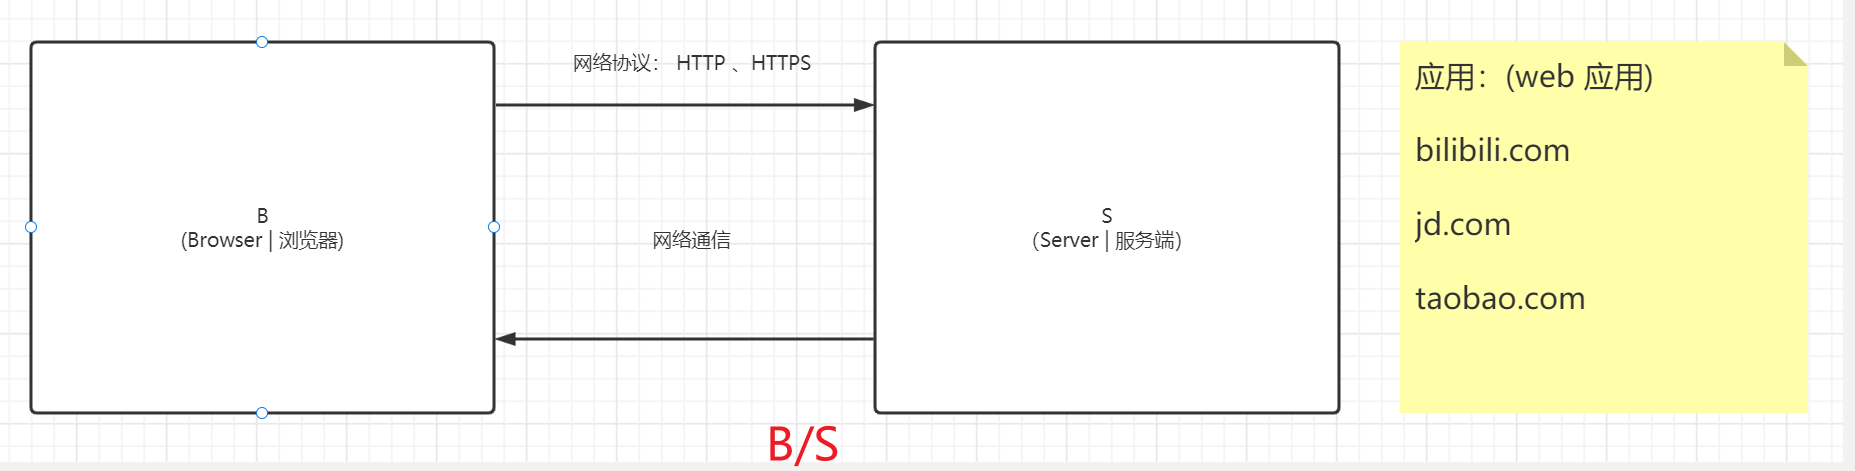 网络协议： HTTP 、HTTPS
B
(Browser | 浏览器)
网络通信
S
（Server | 服务端）
应用：(web 应用)
bilibili.com
jd.com
taobao.com
B/S